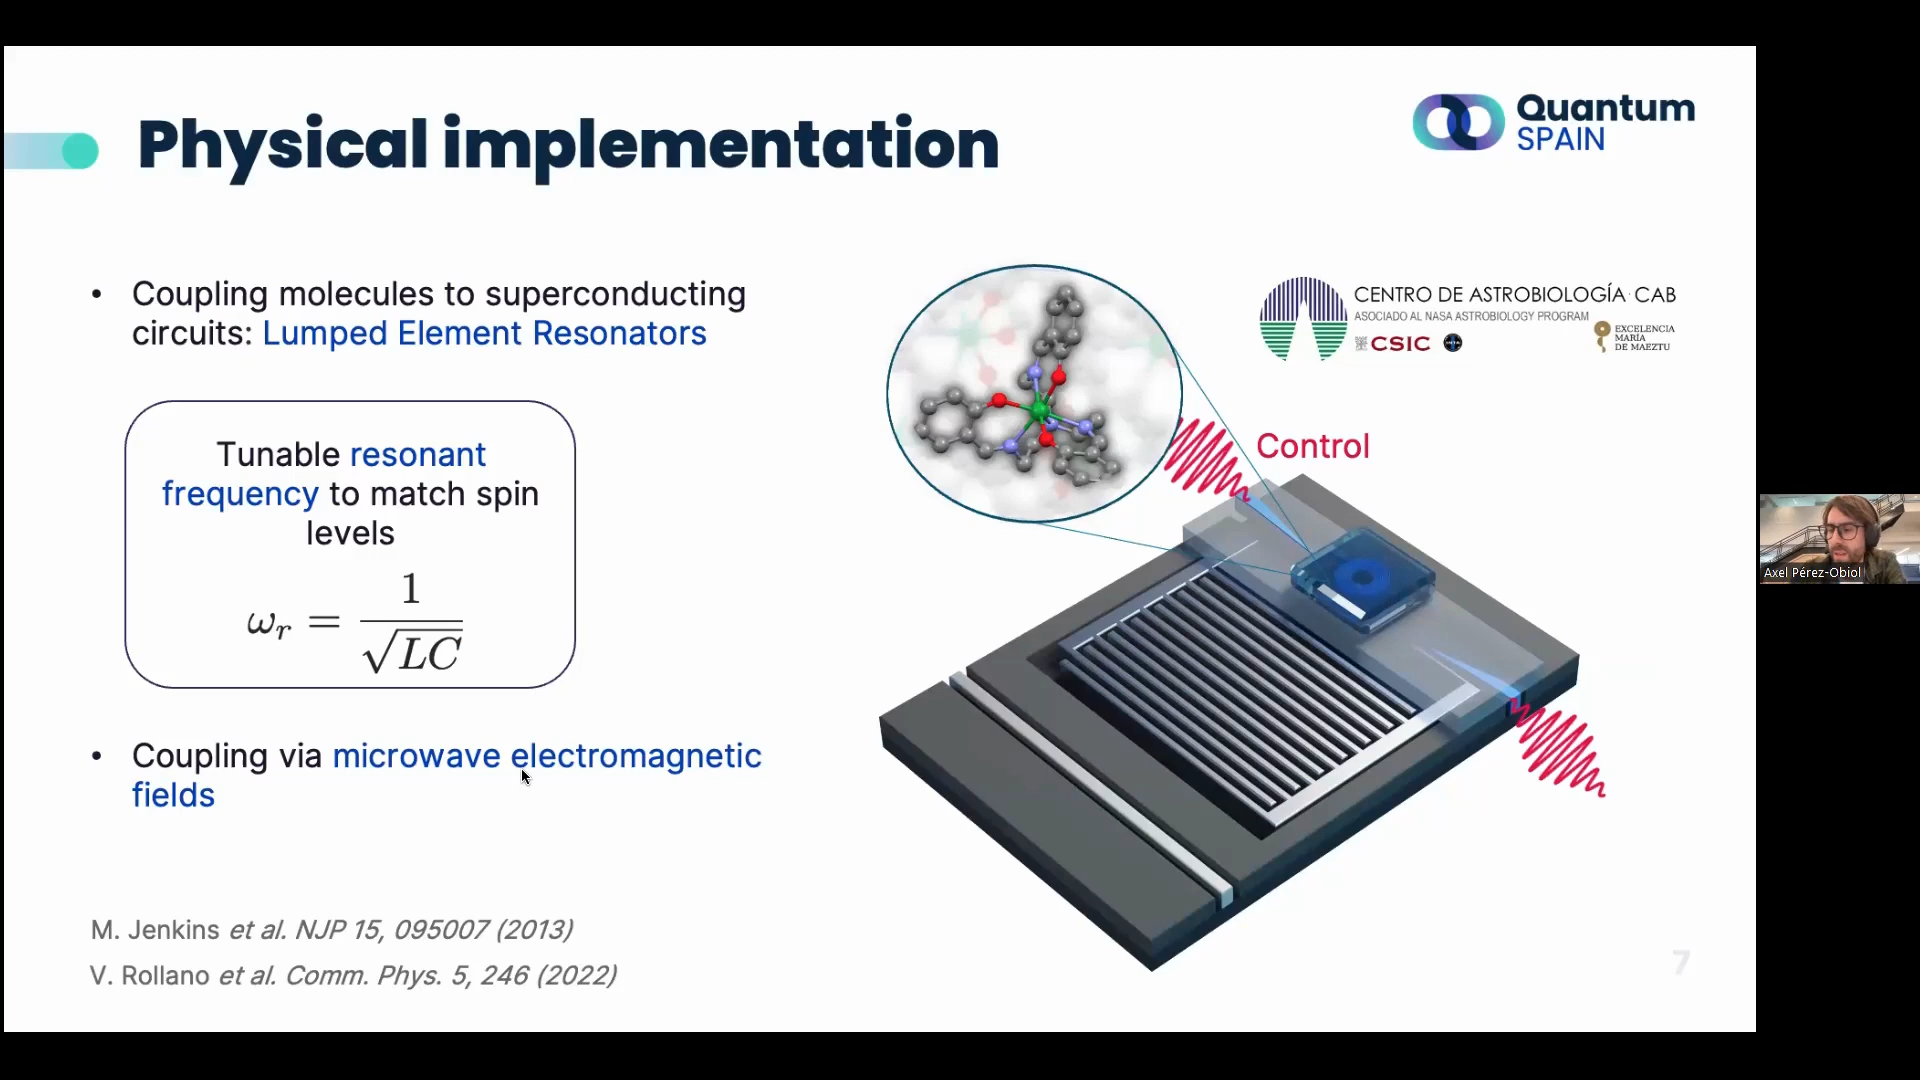 Physical implementation
Quantum
SPAIN
• Coupling molecules to superconducting
circuits: Lumped Element Resonators
Tunable resonant
frequency to match spin
levels
ω_r = 1/√LC
• Coupling via microwave electromagnetic
fields
M. Jenkins et al. NJP 15, 095007 (2013)
V. Rollano et al. Comm. Phys. 5, 246 (2022)
CENTRO DE ASTROBIOLOGÍA · CAB
ASOCIADO AL NASA ASTROBIOLOGY PROGRAM
CSIC
EXCELENCIA
MARÍA
DE MAEZTU
Control
7
Axel Pérez-Obiol